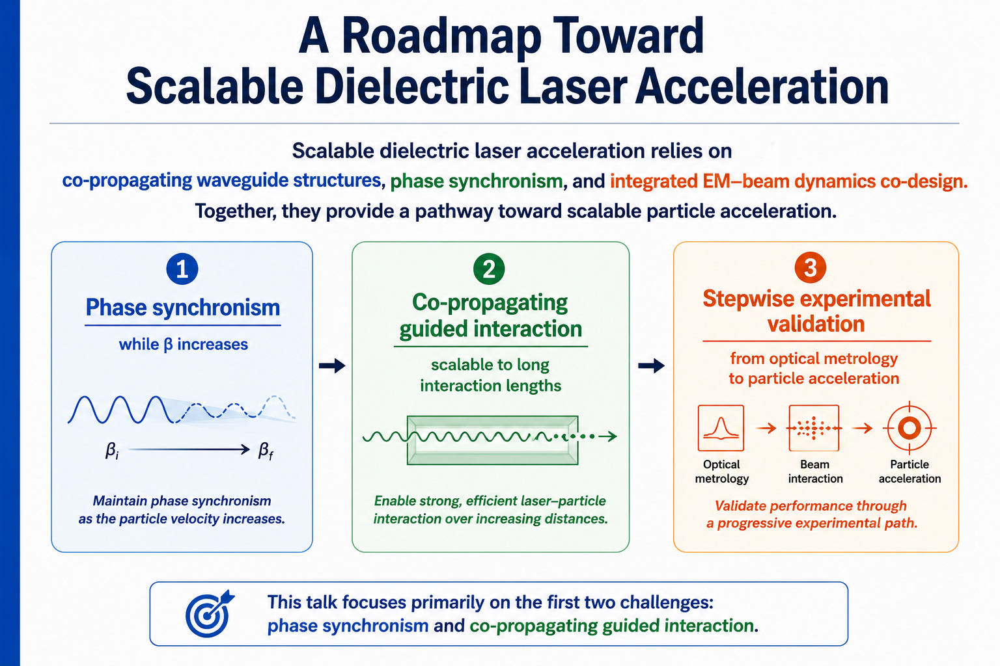 A Roadmap Toward
Scalable Dielectric Laser Acceleration
Scalable dielectric laser acceleration relies on
co-propagating waveguide structures, phase synchronism, and integrated EM–beam dynamics co-design.
Together, they provide a pathway toward scalable particle acceleration.
1
Phase synchronism
while β increases
βi
βf
Maintain phase synchronism
as the particle velocity increases.
2
Co-propagating
guided interaction
scalable to long
interaction lengths
Enable strong, efficient laser–particle
interaction over increasing distances.
3
Stepwise experimental
validation
from optical metrology
to particle acceleration
Optical
metrology
Beam
interaction
Particle
acceleration
Validate performance through
a progressive experimental path.
This talk focuses primarily on the first two challenges:
phase synchronism and co-propagating guided interaction.